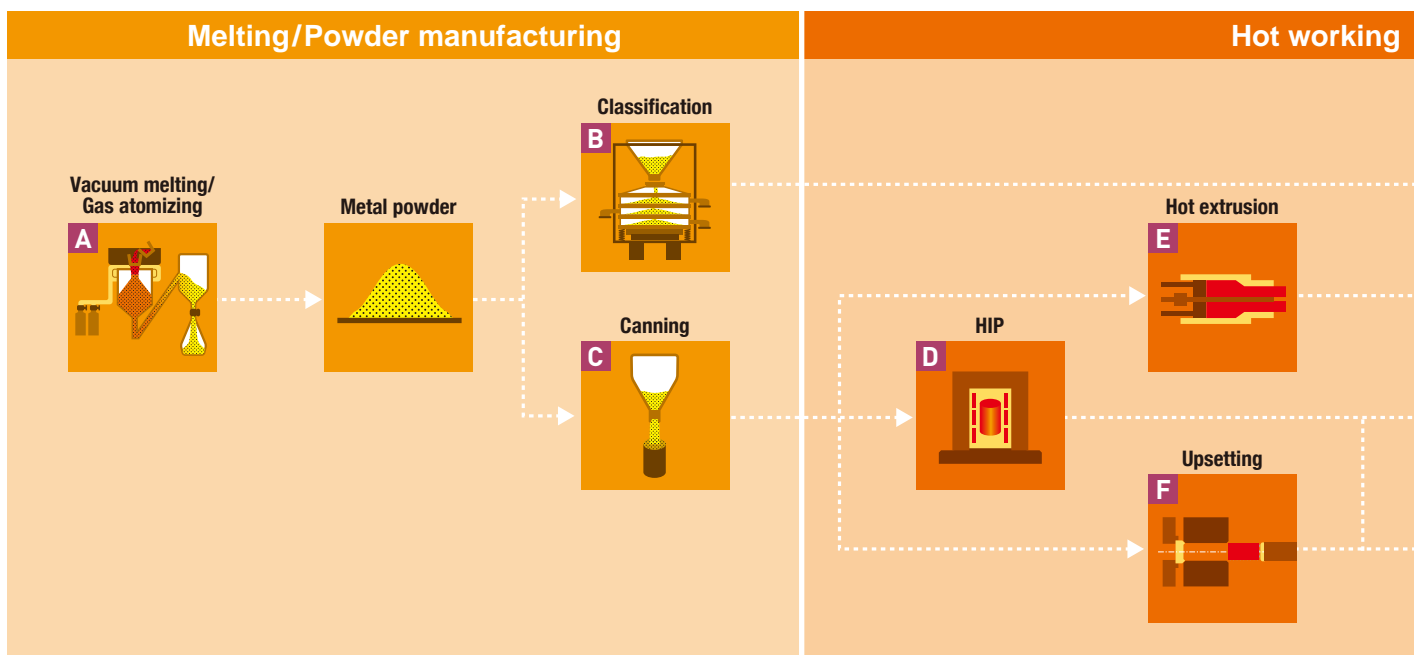 Melting/Powder manufacturing
Hot working
Classification
B
Vacuum melting/
Gas atomizing
A
Metal powder
Hot extrusion
E
Canning
C
HIP
D
Upsetting
F